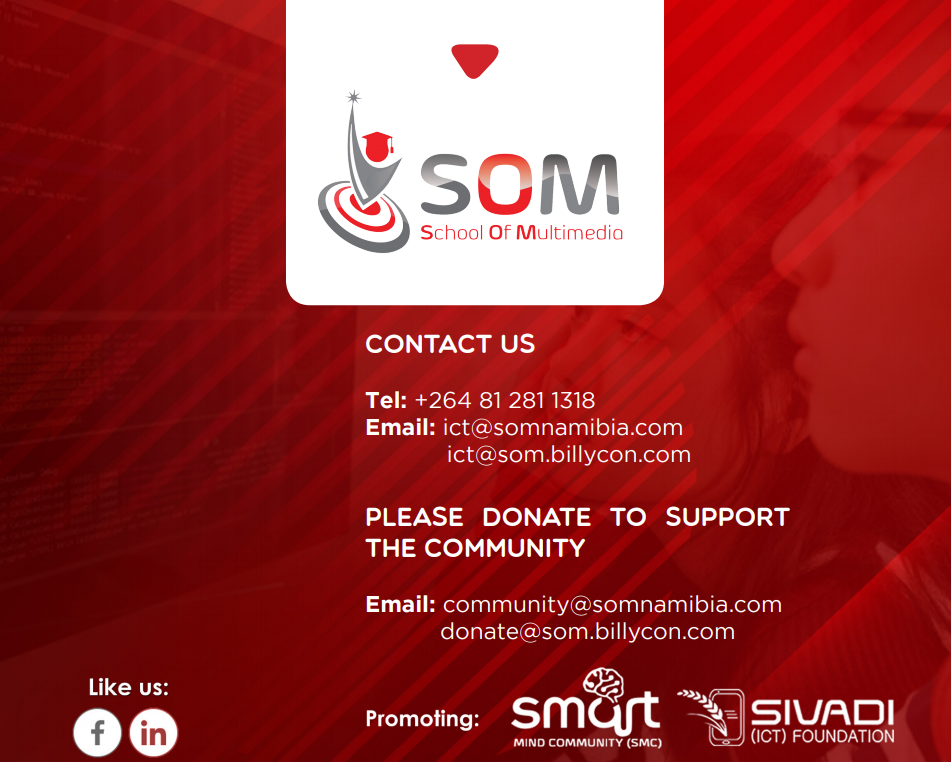 SOM
School Of Multimedia
CONTACT US
Tel: +264 81 281 1318
Email: ict@somnamibia.com
ict@som.billycon.com
PLEASE DONATE TO SUPPORT
THE COMMUNITY
Email: community@somnamibia.com
donate@som.billycon.com
Like us:
f in
Promoting:
smart
MIND COMMUNITY (SMC)
SIVADI
(ICT) FOUNDATION